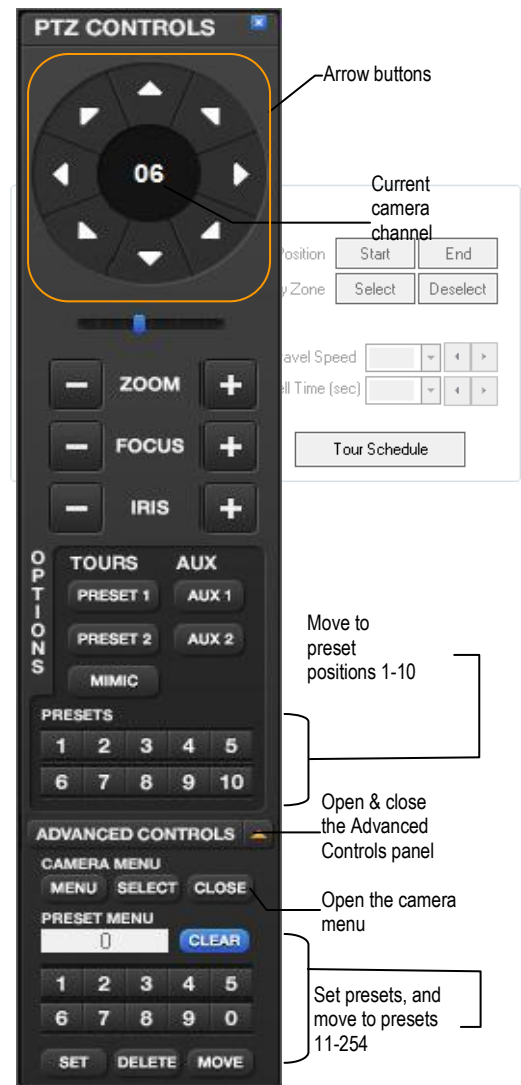 PTZ CONTROLS
Arrow buttons
06
Current
camera
channel
Position Start End
y Zone Select Deselect
avel Speed
ZOOM
ell Time (sec)
FOCUS
Tour Schedule
IRIS
OPTIONS
TOURS AUX
PRESET 1 AUX 1
PRESET 2 AUX 2
MIMIC
Move to
preset
positions 1-10
PRESETS
1 2 3 4 5
6 7 8 9 10
ADVANCED CONTROLS
Open & close
the Advanced
Controls panel
CAMERA MENU
MENU SELECT CLOSE
Open the camera
menu
PRESET MENU
0 CLEAR
1 2 3 4 5
6 7 8 9 0
SET DELETE MOVE
Set presets, and
move to presets
11-254